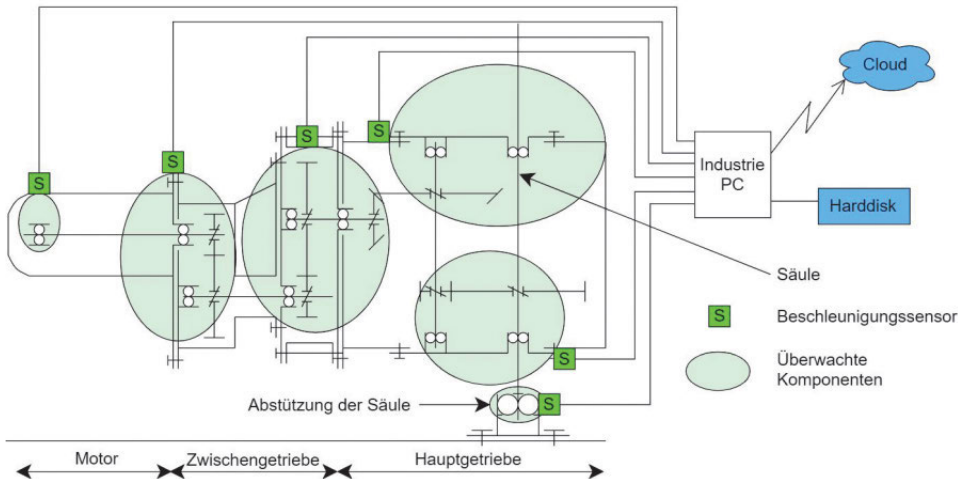 S
S
S
S
Cloud
Industrie
PC
S
Harddisk
Säule
S
Beschleunigungssensor
S
Überwachte
Komponenten
Abstützung der Säule
S
Motor
Zwischengetriebe
Hauptgetriebe